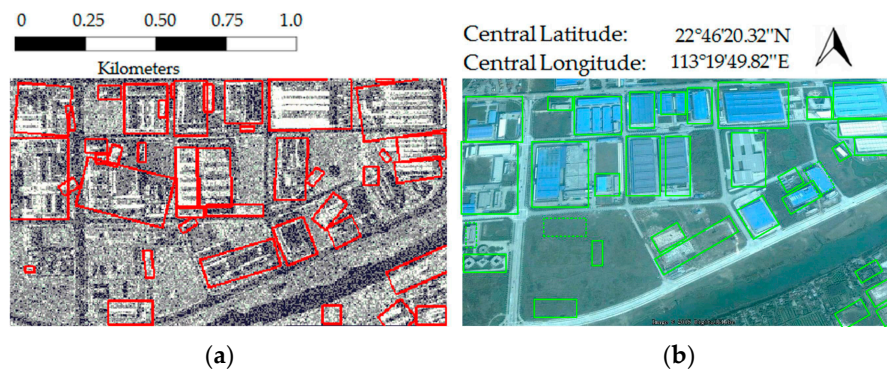 0 0.25 0.50 0.75 1.0
Kilometers
Central Latitude: 22°46'20.32"N
Central Longitude: 113°19'49.82"E
(a)
(b)